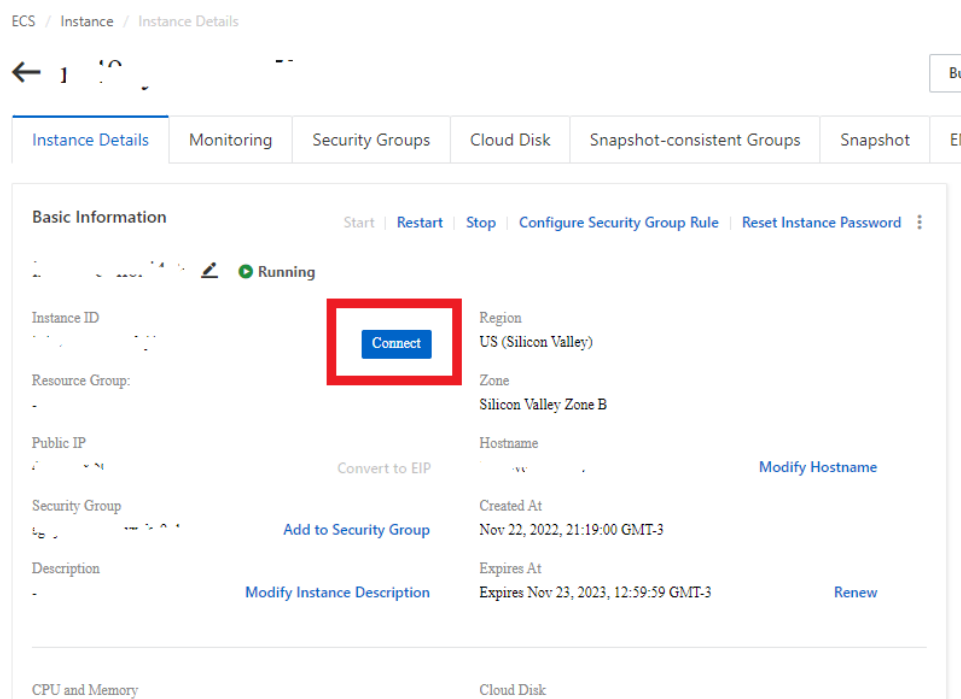 ECS / Instance / Instance Details
Instance Details Monitoring Security Groups Cloud Disk Snapshot-consistent Groups Snapshot
Basic Information Start Restart Stop Configure Security Group Rule Reset Instance Password
Running
Instance ID
Connect
Region
US (Silicon Valley)
Resource Group:
-
Zone
Silicon Valley Zone B
Public IP
Convert to EIP
Hostname
Modify Hostname
Security Group
Add to Security Group
Created At
Nov 22, 2022, 21:19:00 GMT-3
Description
-
Modify Instance Description
Expires At
Expires Nov 23, 2023, 12:59:59 GMT-3
Renew
CPU and Memory
Cloud Disk